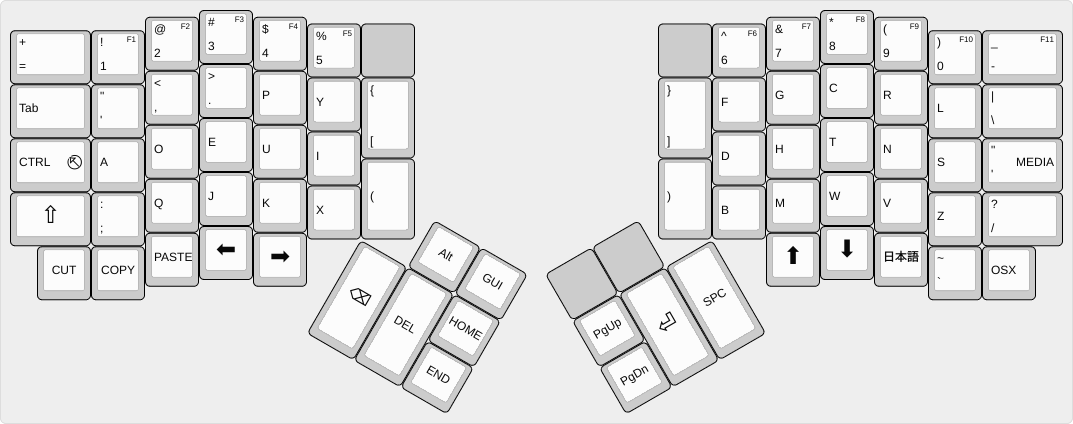 + ! F1 @ F2 # F3 $ F4 % F5
= 1 2 3 4 5
Tab " ' < , > . P Y { [
CTRL A O E U I
⇧ : ; Q J K X (
CUT COPY PASTE ← →
Alt GUI
⌫ DEL HOME
END
^ F6 & F7 * F8 ( F9 ) F10 _ F11
6 7 8 9 0 -
} ] F G C R L | \
D H T N S " ' MEDIA
) B M W V Z ? /
↑ ↓ 日本語 ~ ` OSX
PgUp SPC
PgDn